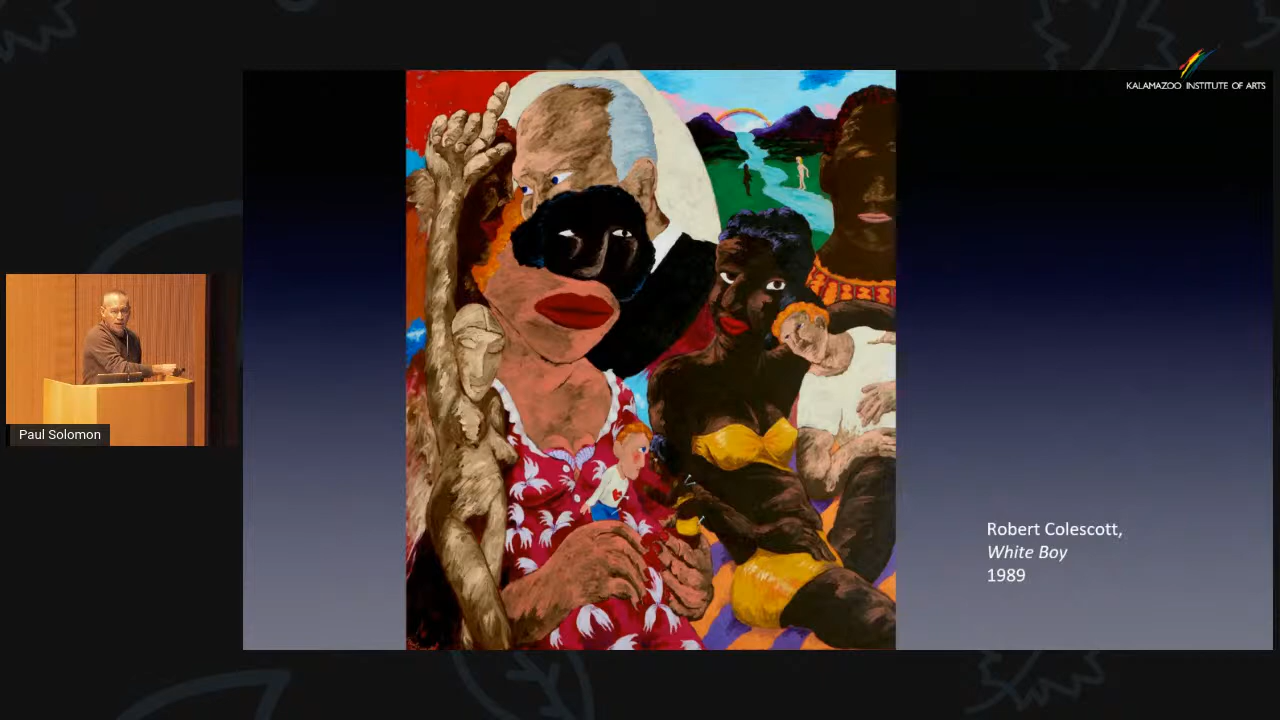 KALAMAZOO INSTITUTE OF ARTS
Paul Solomon
Robert Colescott,
White Boy
1989